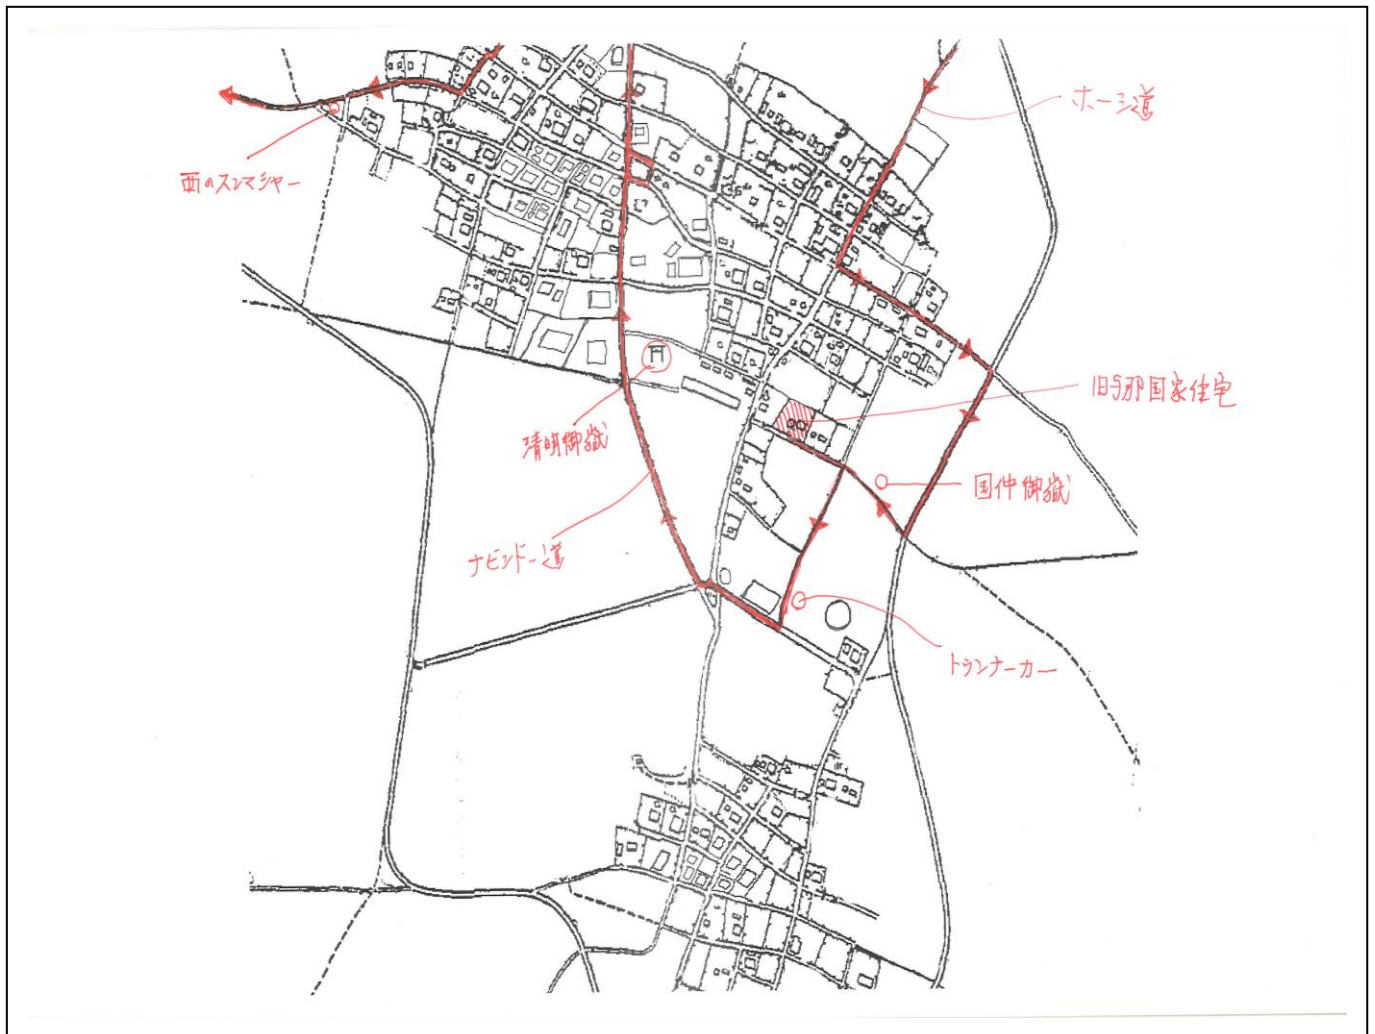 ホーシ道
西のスンマシャー
旧与那国家住宅
清明御嶽
国仲御嶽
ナビンドー道
トランナーカー